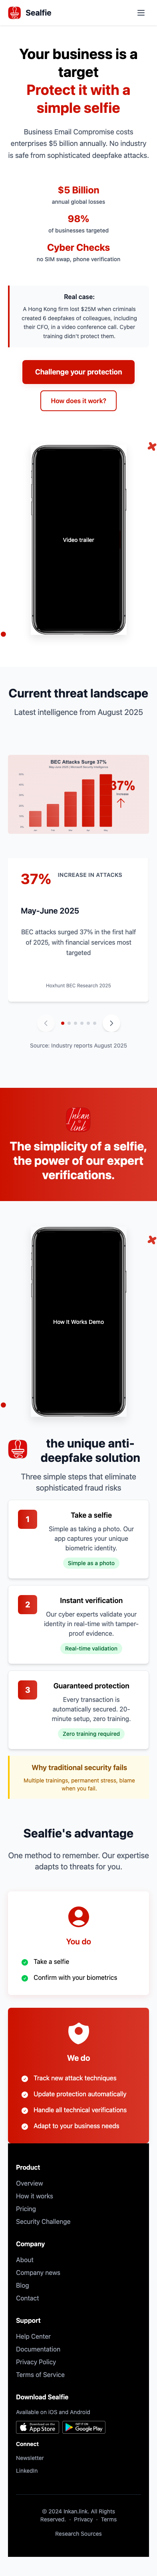 Sealfie
Your business is a
target
Protect it with a
simple selfie
Business Email Compromise costs
enterprises $5 billion annually. No industry
is safe from sophisticated deepfake attacks.
$5 Billion
annual global losses
98%
of businesses targeted
Cyber Checks
no SIM swap, phone verification
Real case:
A Hong Kong firm lost $25M when criminals
created 6 deepfakes of colleagues, including
their CFO, in a video conference call. Cyber
training didn't protect them.
Challenge your protection
How does it work?
Video trailer
Current threat landscape
Latest intelligence from August 2025
BEC Attacks Surge 37%
37%
37%
INCREASE IN ATTACKS
May-June 2025
BEC attacks surged 37% in the first half
of 2025, with financial services most
targeted
Hoxhunt BEC Research 2025
Source: Industry reports August 2025
Inkan
link
The simplicity of a selfie,
the power of our expert
verifications.
How It Works Demo
the unique anti-
deepfake solution
Three simple steps that eliminate
sophisticated fraud risks
1
Take a selfie
Simple as taking a photo. Our
app captures your unique
biometric identity.
Simple as a photo
2
Instant verification
Our cyber experts validate your
identity in real-time with tamper-
proof evidence.
Real-time validation
3
Guaranteed protection
Every transaction is
automatically secured. 20-
minute setup, zero training.
Zero training required
Why traditional security fails
Multiple trainings, permanent stress, blame
when you fail.
Sealfie's advantage
One method to remember. Our expertise
adapts to threats for you.
You do
Take a selfie
Confirm with your biometrics
We do
Track new attack techniques
Update protection automatically
Handle all technical verifications
Adapt to your business needs
Product
Overview
How it works
Pricing
Security Challenge
Company
About
Company news
Blog
Contact
Support
Help Center
Documentation
Privacy Policy
Terms of Service
Download Sealfie
Available on iOS and Android
Download on the App Store
GET IT ON Google Play
Connect
Newsletter
LinkedIn
© 2024 Inkan.link. All Rights
Reserved. · Privacy · Terms
Research Sources